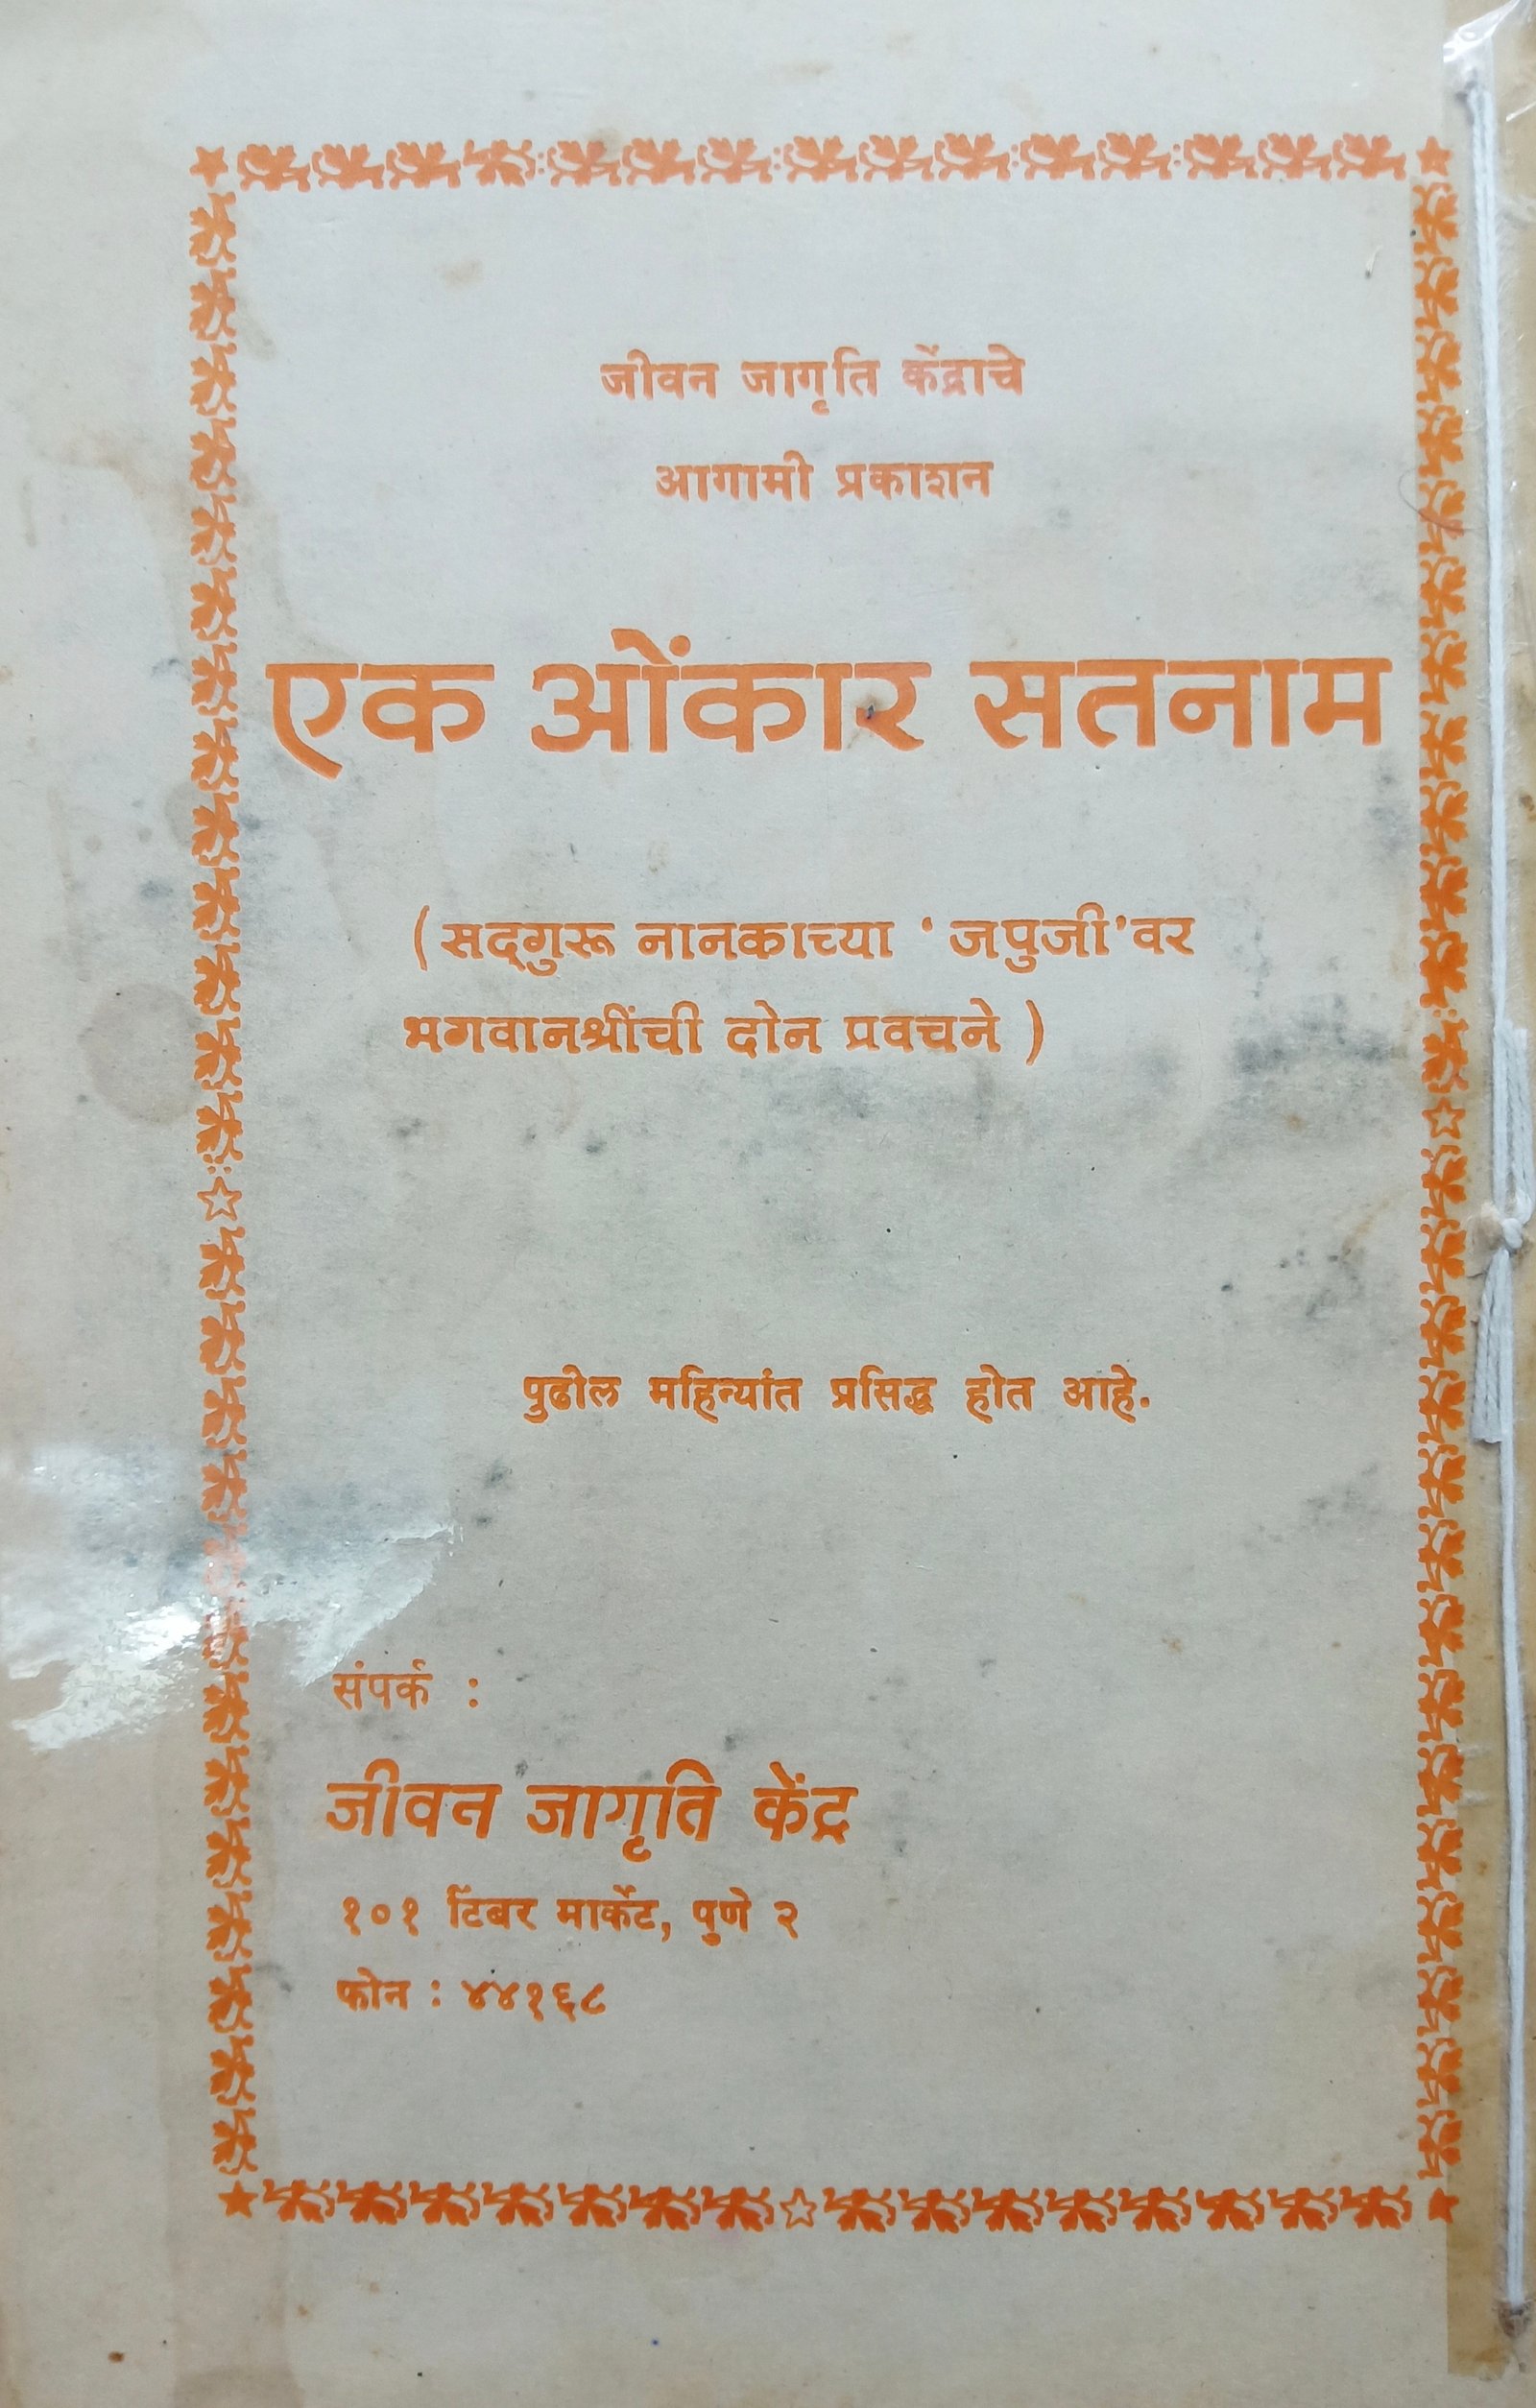 जीवन जागृति केंद्राचे
आगामी प्रकाशन
एक ओंकार सतनाम
( सद्‌गुरू नानकाच्या ' जपुजी 'वर
भगवानश्रींची दोन प्रवचने )
पुढील महिन्यांत प्रसिद्ध होत आहे.
संपर्क :
जीवन जागृति केंद्र
१०१ टिंबर मार्केट, पुणे २
फोन : ४४१६८